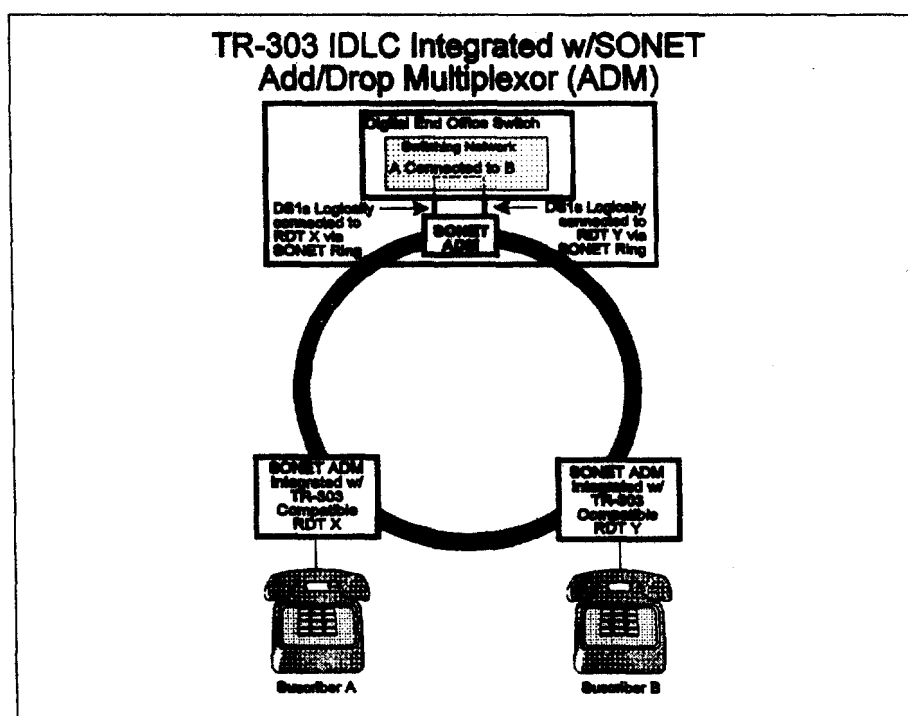 TR-303 IDLC Integrated w/SONET
Add/Drop Multiplexor (ADM)
Digital End Office Switch
Switching Network
A Connected to B
DS1s Logically
connected to
RDT X via
SONET Ring
DS1s Logically
connected to
RDT Y via
SONET Ring
SONET
ADM
SONET ADM
Integrated w/
TR-303
Compatible
RDT X
SONET ADM
Integrated w/
TR-303
Compatible
RDT Y
Suscriber A
Suscriber B